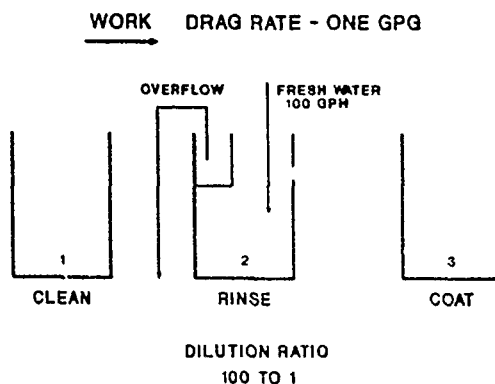 WORK DRAG RATE - ONE GPG
OVERFLOW
FRESH WATER
100 GPH
1
2
3
CLEAN
RINSE
COAT
DILUTION RATIO
100 TO 1